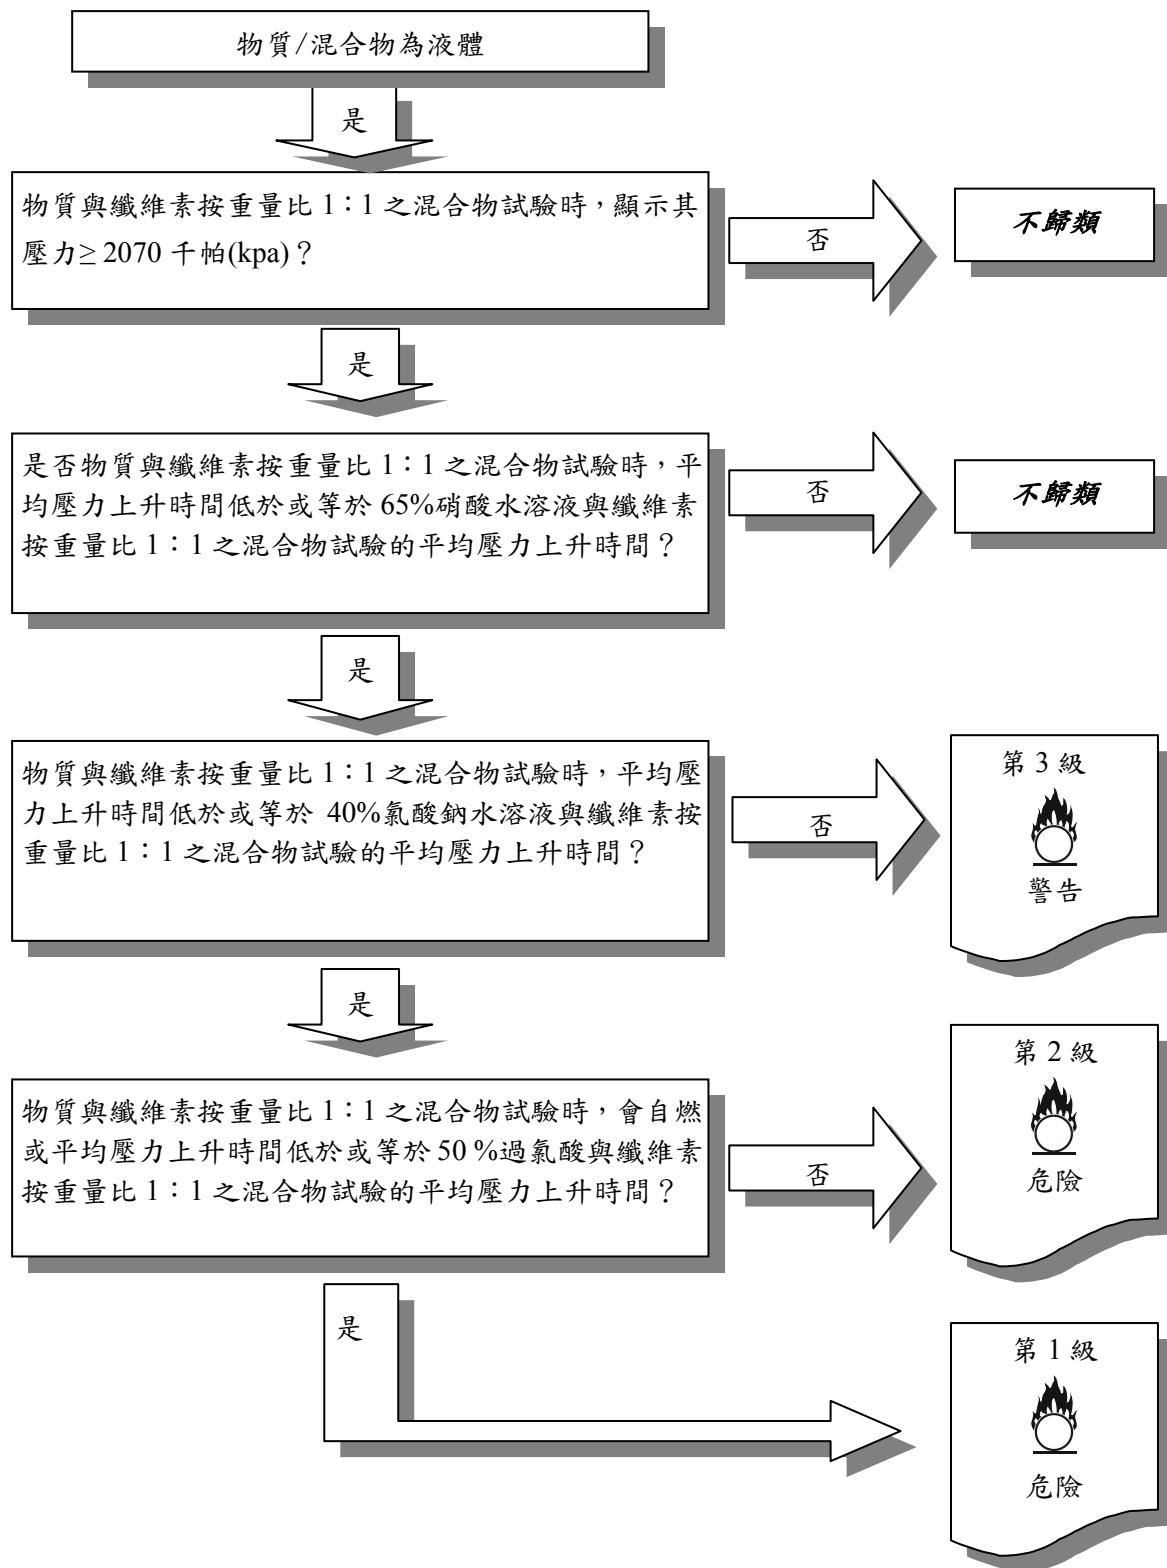 物質/混合物為液體
是
物質與纖維素按重量比 1：1 之混合物試驗時，顯示其
壓力≥ 2070 千帕(kpa)？
否
不歸類
是
是否物質與纖維素按重量比 1：1 之混合物試驗時，平
均壓力上升時間低於或等於 65%硝酸水溶液與纖維素
按重量比 1：1 之混合物試驗的平均壓力上升時間？
否
不歸類
是
物質與纖維素按重量比 1：1 之混合物試驗時，平均壓
力上升時間低於或等於 40%氯酸鈉水溶液與纖維素按
重量比 1：1 之混合物試驗的平均壓力上升時間？
否
第 3 級
警告
是
物質與纖維素按重量比 1：1 之混合物試驗時，會自燃
或平均壓力上升時間低於或等於 50 %過氯酸與纖維素
按重量比 1：1 之混合物試驗的平均壓力上升時間？
否
第 2 級
危險
是
第 1 級
危險